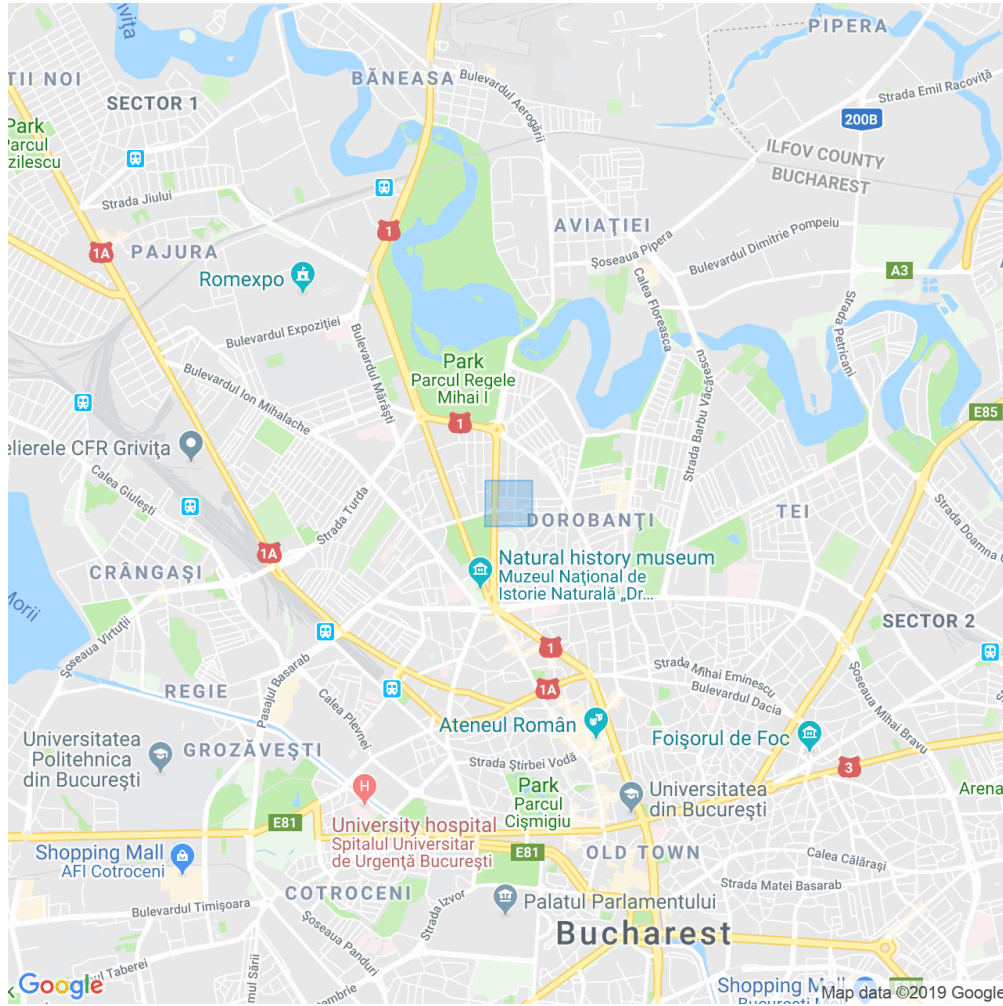 PIPERA
BĂNEASA
Bulevardul Aerogării
Strada Emil Racoviță
TII NOI
SECTOR 1
200B
Park
Parcul
zilescu
ILFOV COUNTY
BUCHAREST
Strada Jiului
1
AVIAȚIEI
PAJURA
1A
Șoseaua Pipera
Bulevardul Dimitrie Pompeiu
A3
Romexpo
Calea Floreasca
Strada Petricani
Bulevardul Expoziției
Bulevardul Mărăști
Park
Parcul Regele
Mihai I
Strada Barbu Văcărescu
Bulevardul Ion Mihalache
1
E85
elierele CFR Grivița
Calea Giulești
Strada Turda
DOROBANȚI
TEI
Strada Doamna
1A
Natural history museum
Muzeul Național de
Istorie Naturală „Dr...
CRÂNGAȘI
Morii
Șoseaua Virtuții
SECTOR 2
1
Strada Mihai Eminescu
Bulevardul Dacia
Șoseaua Mihai Bravu
REGIE
Pasajul Basarab
Calea Plevnei
1A
Ateneul Român
Foișorul de Foc
Universitatea
Politehnica
din București
GROZĂVEȘTI
Strada Știrbei Vodă
3
H
Park
Parcul
Cișmigiu
Universitatea
din București
Arena
E81
University hospital
Spitalul Universitar
de Urgență București
E81
OLD TOWN
Shopping Mall
AFI Cotroceni
Calea Călărași
COTROCENI
Strada Matei Basarab
Bulevardul Timișoara
Șoseaua Panduri
Strada Izvor
Palatul Parlamentului
Bucharest
Taberei
mul Sării
Google
Shopping Mall
Map data ©2019 Google